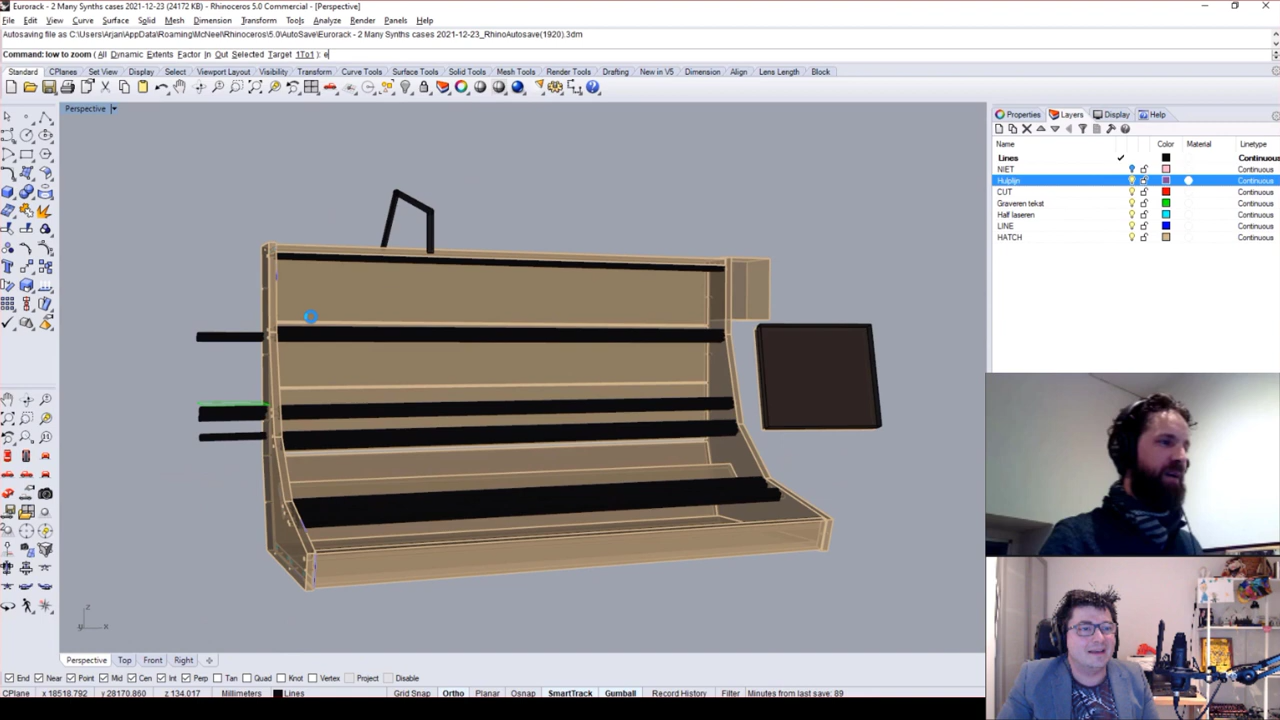 Eurorack - 2 Many Synths cases 2021-12-23 (24172 KB) - Rhinoceros 5.0 Commercial - [Perspective]
File Edit View Curve Surface Solid Mesh Dimension Transform Tools Analyze Render Panels Help
Autosaving file as C:\Users\Arjan\AppData\Roaming\McNeel\Rhinoceros\5.0\AutoSave\Eurorack - 2 Many Synths cases 2021-12-23_RhinoAutosave(1920).3dm
Command: low to zoom ( All Dynamic Extents Factor In Out Selected Target 1To1 ): e
Standard CPlanes Set View Display Select Viewport Layout Visibility Transform Curve Tools Surface Tools Solid Tools Mesh Tools Render Tools Drafting New in V5 Dimension Align Lens Length Block
Perspective
Properties Layers Display Help
Name Color Material Linetype
Lines Continuous
NIET Continuous
Hulplijn Continuous
CUT Continuous
Graveren tekst Continuous
Half laseren Continuous
LINE Continuous
HATCH Continuous
z
y x
Perspective Top Front Right
End Near Point Mid Cen Int Perp Tan Quad Knot Vertex Project Disable
CPlane x 18518.792 y 28170.860 z 134.017 Millimeters Lines Grid Snap Ortho Planar Osnap SmartTrack Gumball Record History Filter Minutes from last save: 89